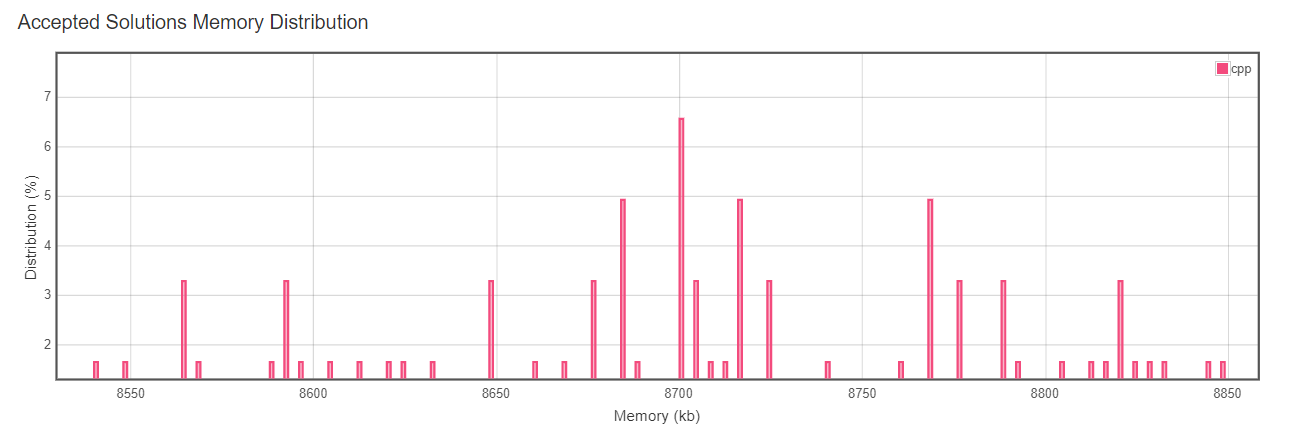 Accepted Solutions Memory Distribution
cpp
7
6
5
4
3
2
Distribution (%)
8550 8600 8650 8700 8750 8800 8850
Memory (kb)